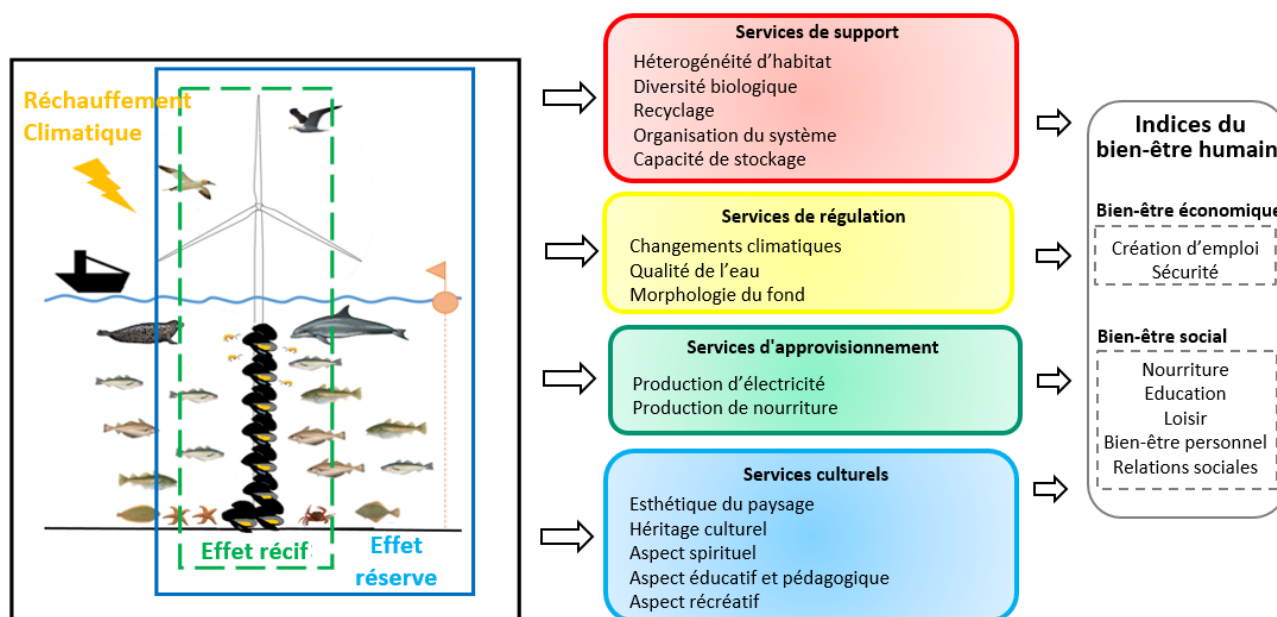 Réchauffement
Climatique
Effet récif
Effet
réserve
Services de support
Héterogénéité d'habitat
Diversité biologique
Recyclage
Organisation du système
Capacité de stockage
Services de régulation
Changements climatiques
Qualité de l'eau
Morphologie du fond
Services d'approvisionnement
Production d'électricité
Production de nourriture
Services culturels
Esthétique du paysage
Héritage culturel
Aspect spirituel
Aspect éducatif et pédagogique
Aspect récréatif
Indices du
bien-être humain
Bien-être économique
Création d'emploi
Sécurité
Bien-être social
Nourriture
Education
Loisir
Bien-être personnel
Relations sociales